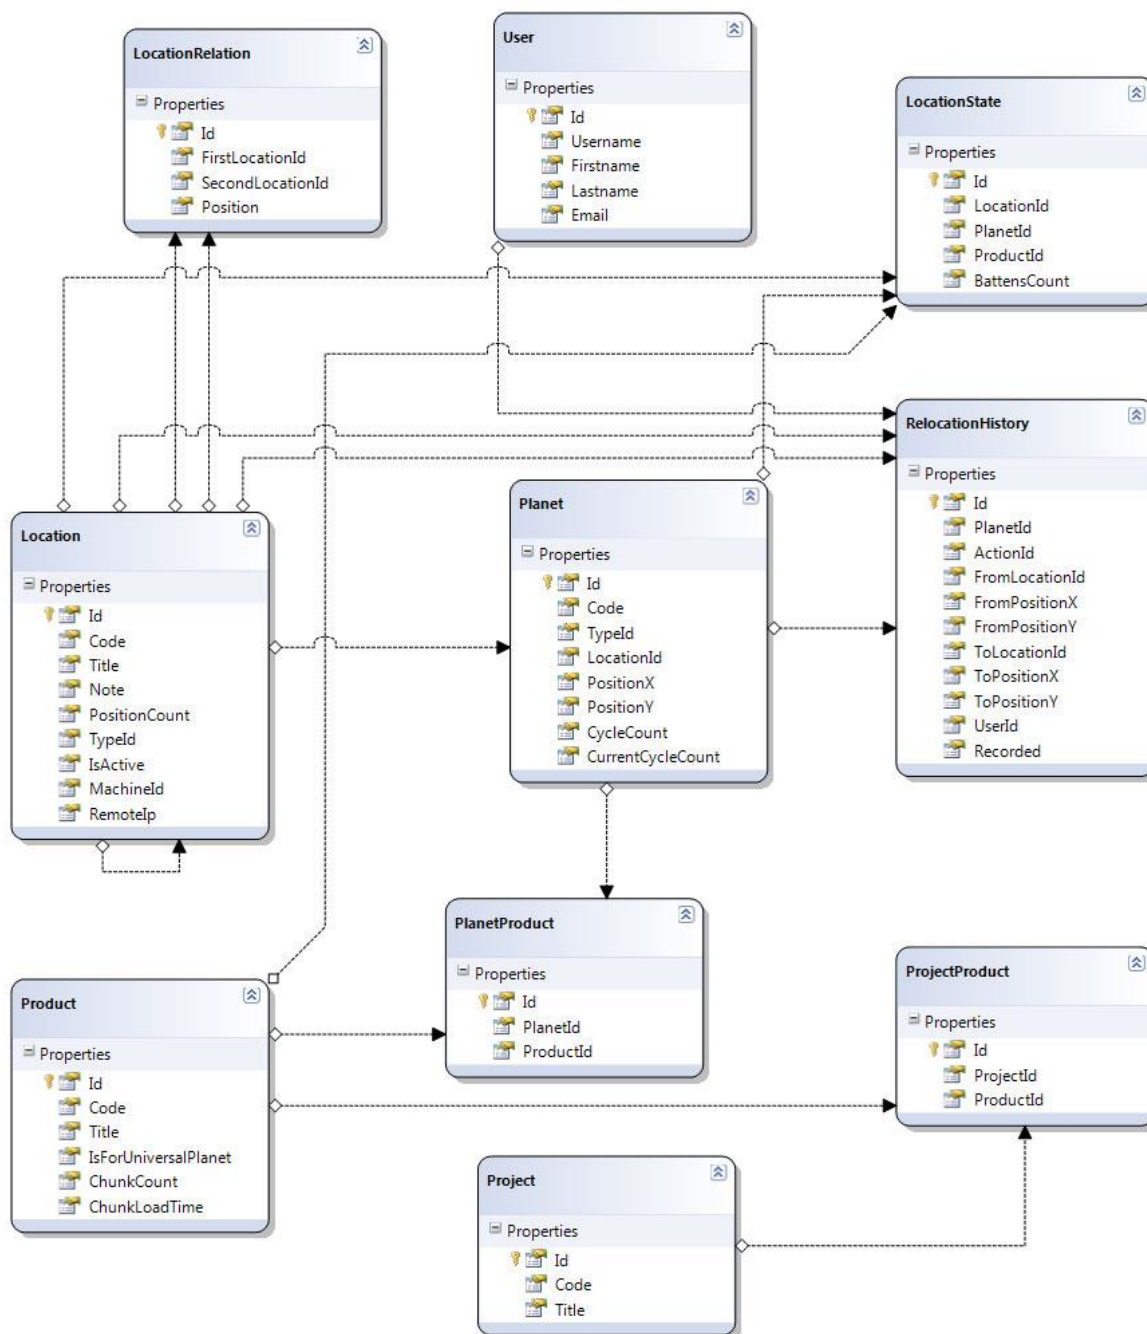 LocationRelation
Properties
Id
FirstLocationId
SecondLocationId
Position
User
Properties
Id
Username
Firstname
Lastname
Email
LocationState
Properties
Id
LocationId
PlanetId
ProductId
BattensCount
RelocationHistory
Properties
Id
PlanetId
ActionId
FromLocationId
FromPositionX
FromPositionY
ToLocationId
ToPositionX
ToPositionY
UserId
Recorded
Location
Properties
Id
Code
Title
Note
PositionCount
TypeId
IsActive
MachineId
RemoteIp
Planet
Properties
Id
Code
TypeId
LocationId
PositionX
PositionY
CycleCount
CurrentCycleCount
PlanetProduct
Properties
Id
PlanetId
ProductId
ProjectProduct
Properties
Id
ProjectId
ProductId
Product
Properties
Id
Code
Title
IsForUniversalPlanet
ChunkCount
ChunkLoadTime
Project
Properties
Id
Code
Title